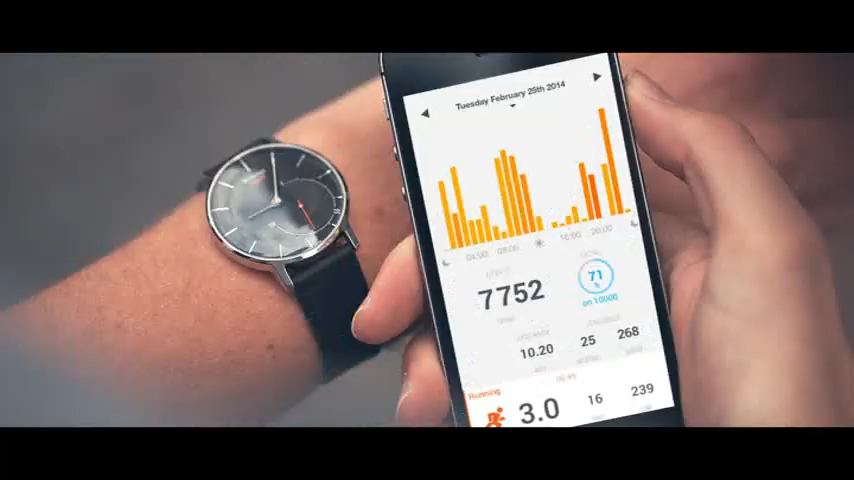 Tuesday February 25th 2014
04:00 08:00 16:00 20:00
7752
71
%
on 10000
10.20 25 268
Running
3.0 16 239